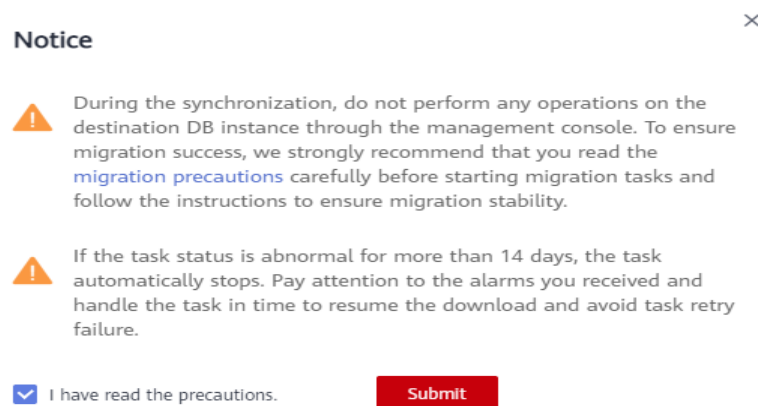 Notice
During the synchronization, do not perform any operations on the
destination DB instance through the management console. To ensure
migration success, we strongly recommend that you read the
migration precautions carefully before starting migration tasks and
follow the instructions to ensure migration stability.
If the task status is abnormal for more than 14 days, the task
automatically stops. Pay attention to the alarms you received and
handle the task in time to resume the download and avoid task retry
failure.
I have read the precautions.
Submit